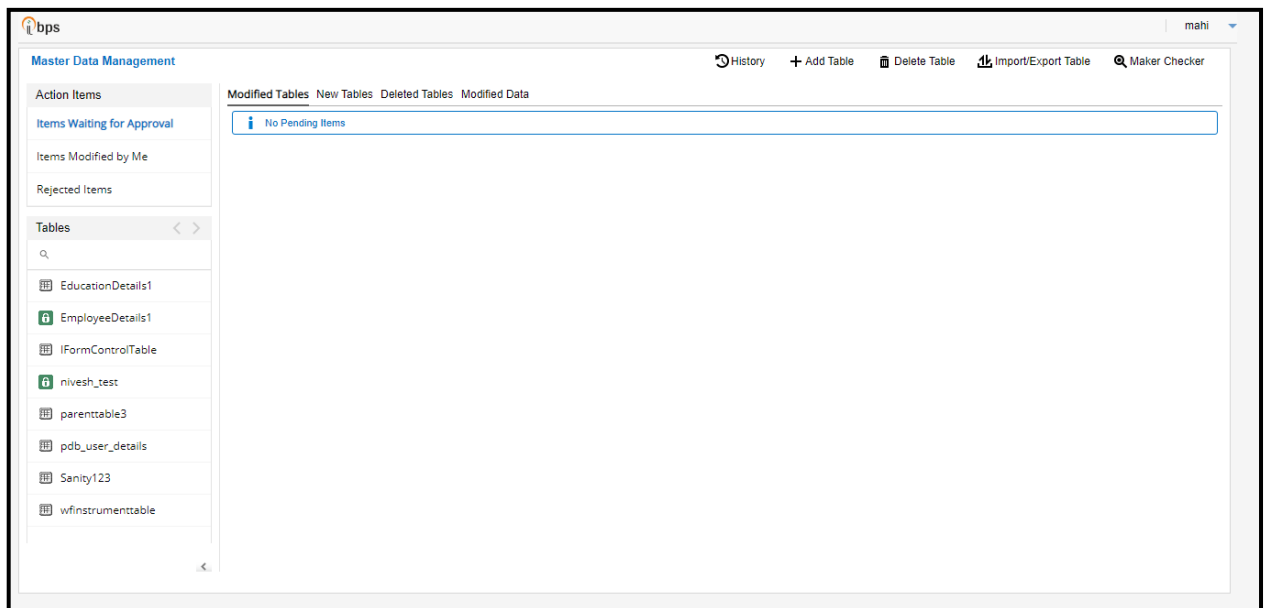 ibps
mahi
Master Data Management
History
Add Table
Delete Table
Import/Export Table
Maker Checker
Action Items
Items Waiting for Approval
Items Modified by Me
Rejected Items
Modified Tables New Tables Deleted Tables Modified Data
No Pending Items
Tables
EducationDetails1
EmployeeDetails1
IFormControlTable
nivesh_test
parenttable3
pdb_user_details
Sanity123
wfinstrumenttable